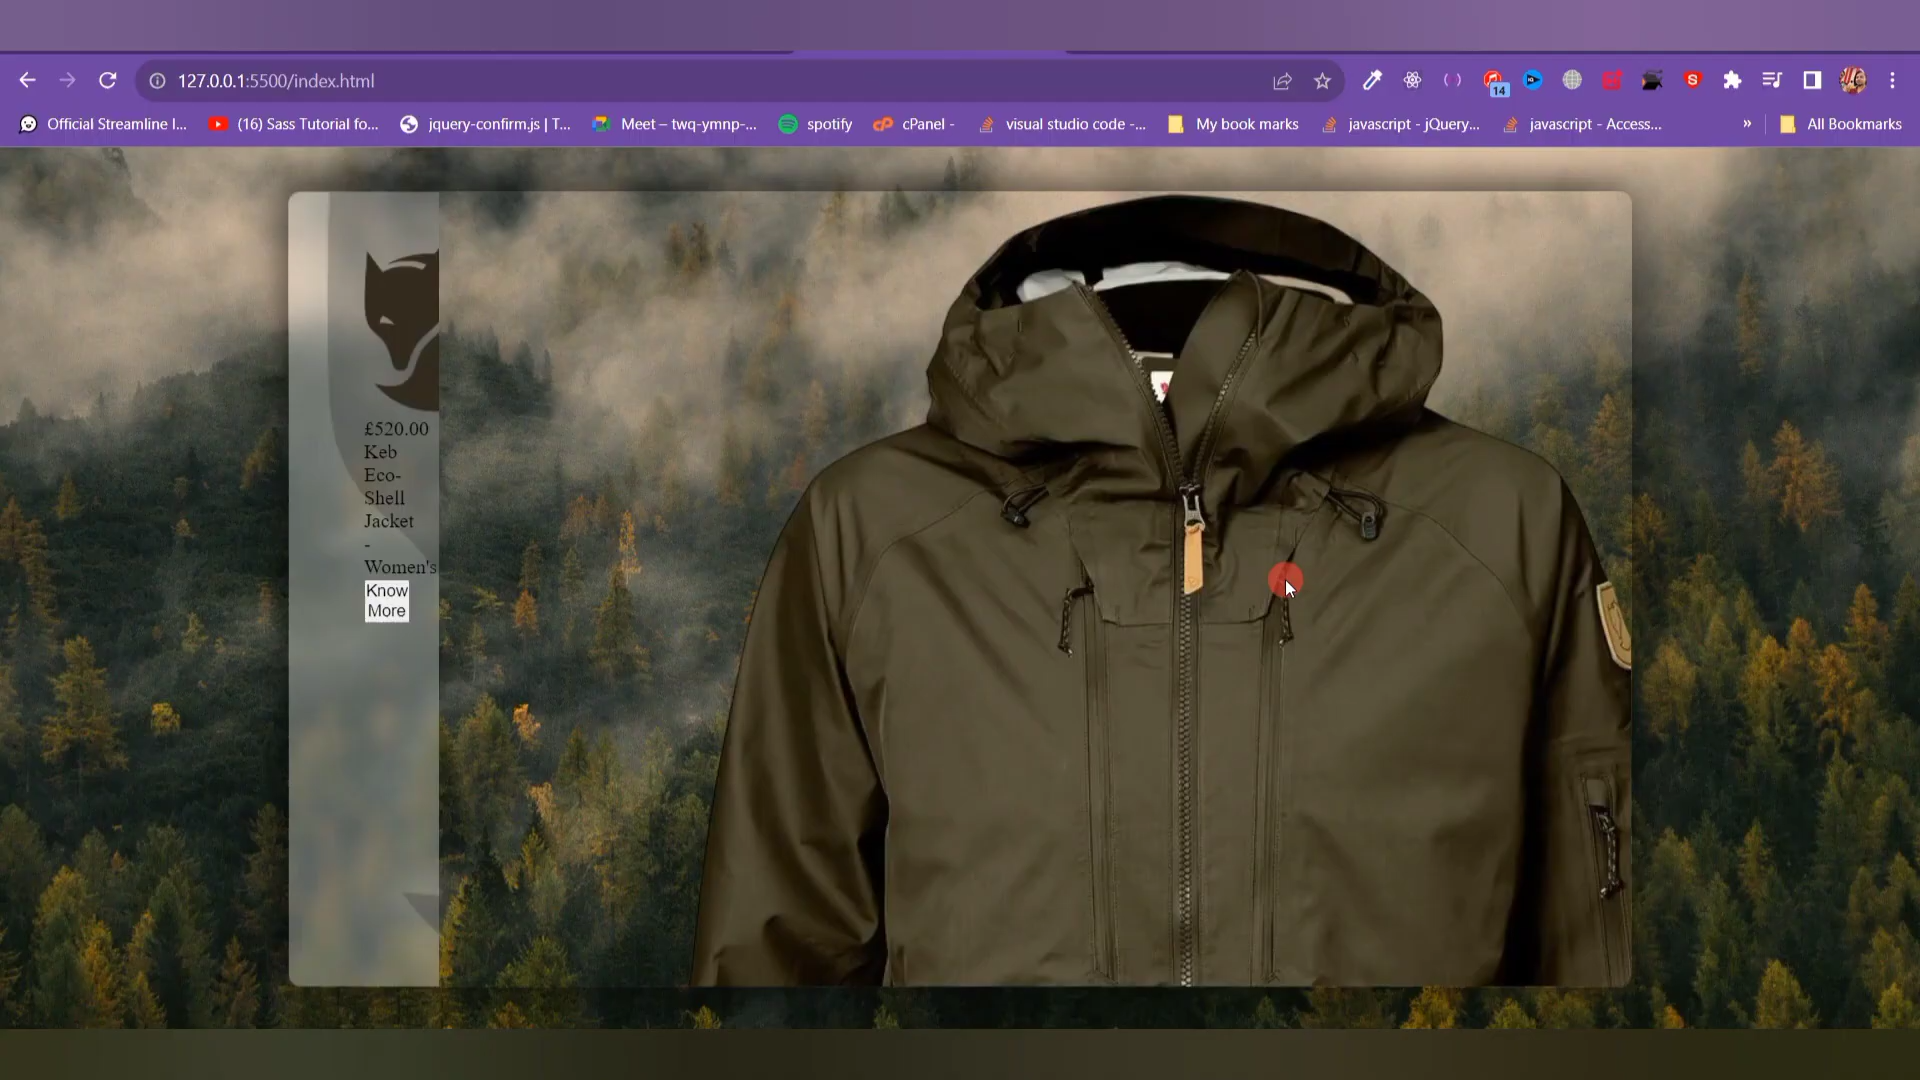 127.0.0.1:5500/index.html
14
Official Streamline I...
(16) Sass Tutorial fo...
jquery-confirm.js | T...
Meet – twq-ymnp-...
spotify
cPanel -
visual studio code -...
My book marks
javascript - jQuery...
javascript - Access...
»
All Bookmarks
£520.00
Keb
Eco-
Shell
Jacket
-
Women's
Know
More